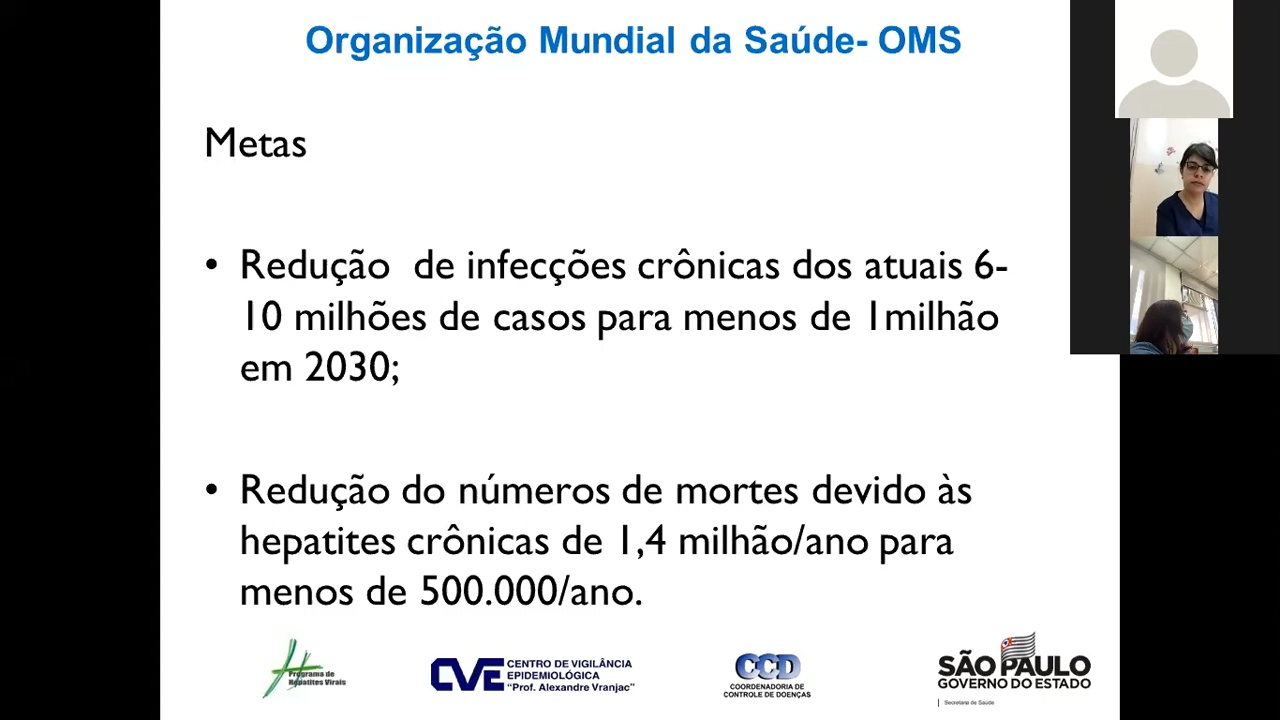 Organização Mundial da Saúde- OMS
Metas
• Redução de infecções crônicas dos atuais 6-
10 milhões de casos para menos de 1milhão
em 2030;
• Redução do números de mortes devido às
hepatites crônicas de 1,4 milhão/ano para
menos de 500.000/ano.
Programa de
Hepatites Virais
CVE
CENTRO DE VIGILÂNCIA
EPIDEMIOLÓGICA
“Prof. Alexandre Vranjac”
CCD
COORDENADORIA DE
CONTROLE DE DOENÇAS
SÃO PAULO
GOVERNO DO ESTADO
Secretaria de Saúde